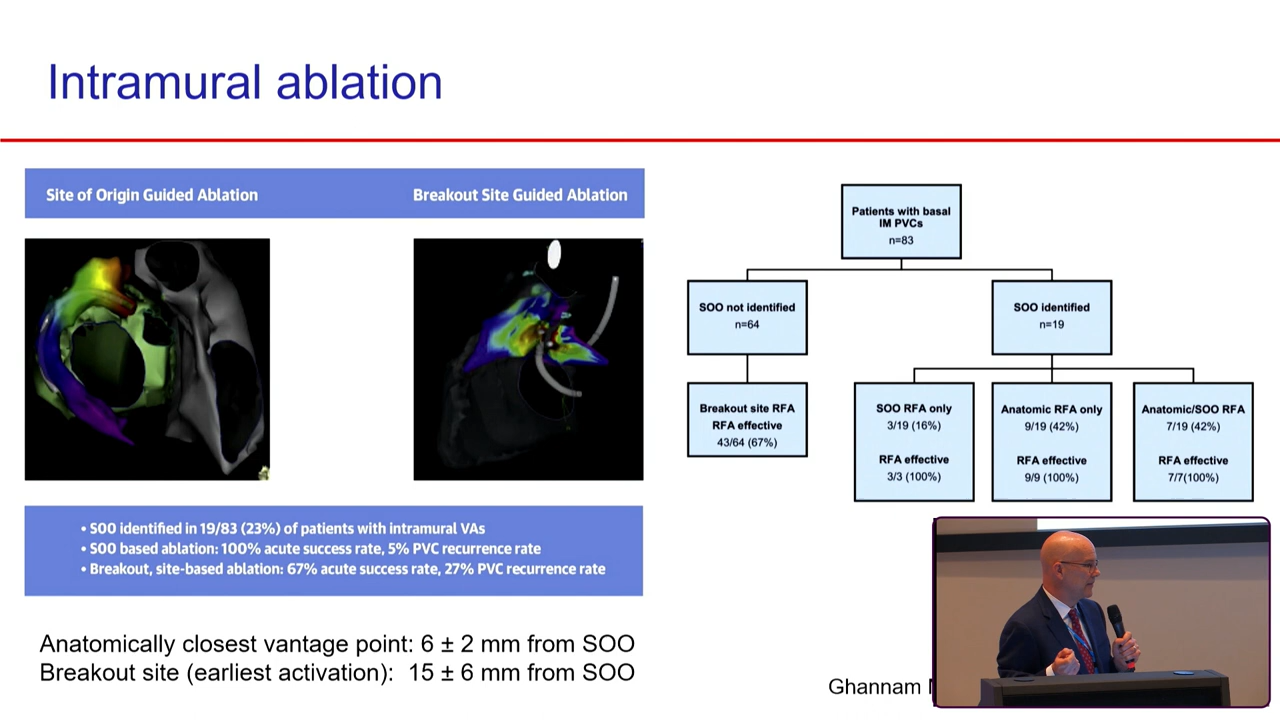 Intramural ablation
Site of Origin Guided Ablation
Breakout Site Guided Ablation
• SOO identified in 19/83 (23%) of patients with intramural VAs
• SOO based ablation: 100% acute success rate, 5% PVC recurrence rate
• Breakout, site-based ablation: 67% acute success rate, 27% PVC recurrence rate
Anatomically closest vantage point: 6 ± 2 mm from SOO
Breakout site (earliest activation): 15 ± 6 mm from SOO
Patients with basal
IM PVCs
n=83
SOO not identified
n=64
SOO identified
n=19
Breakout site RFA
RFA effective
43/64 (67%)
SOO RFA only
3/19 (16%)
RFA effective
3/3 (100%)
Anatomic RFA only
9/19 (42%)
RFA effective
9/9 (100%)
Anatomic/SOO RFA
7/19 (42%)
RFA effective
7/7(100%)
Ghannam